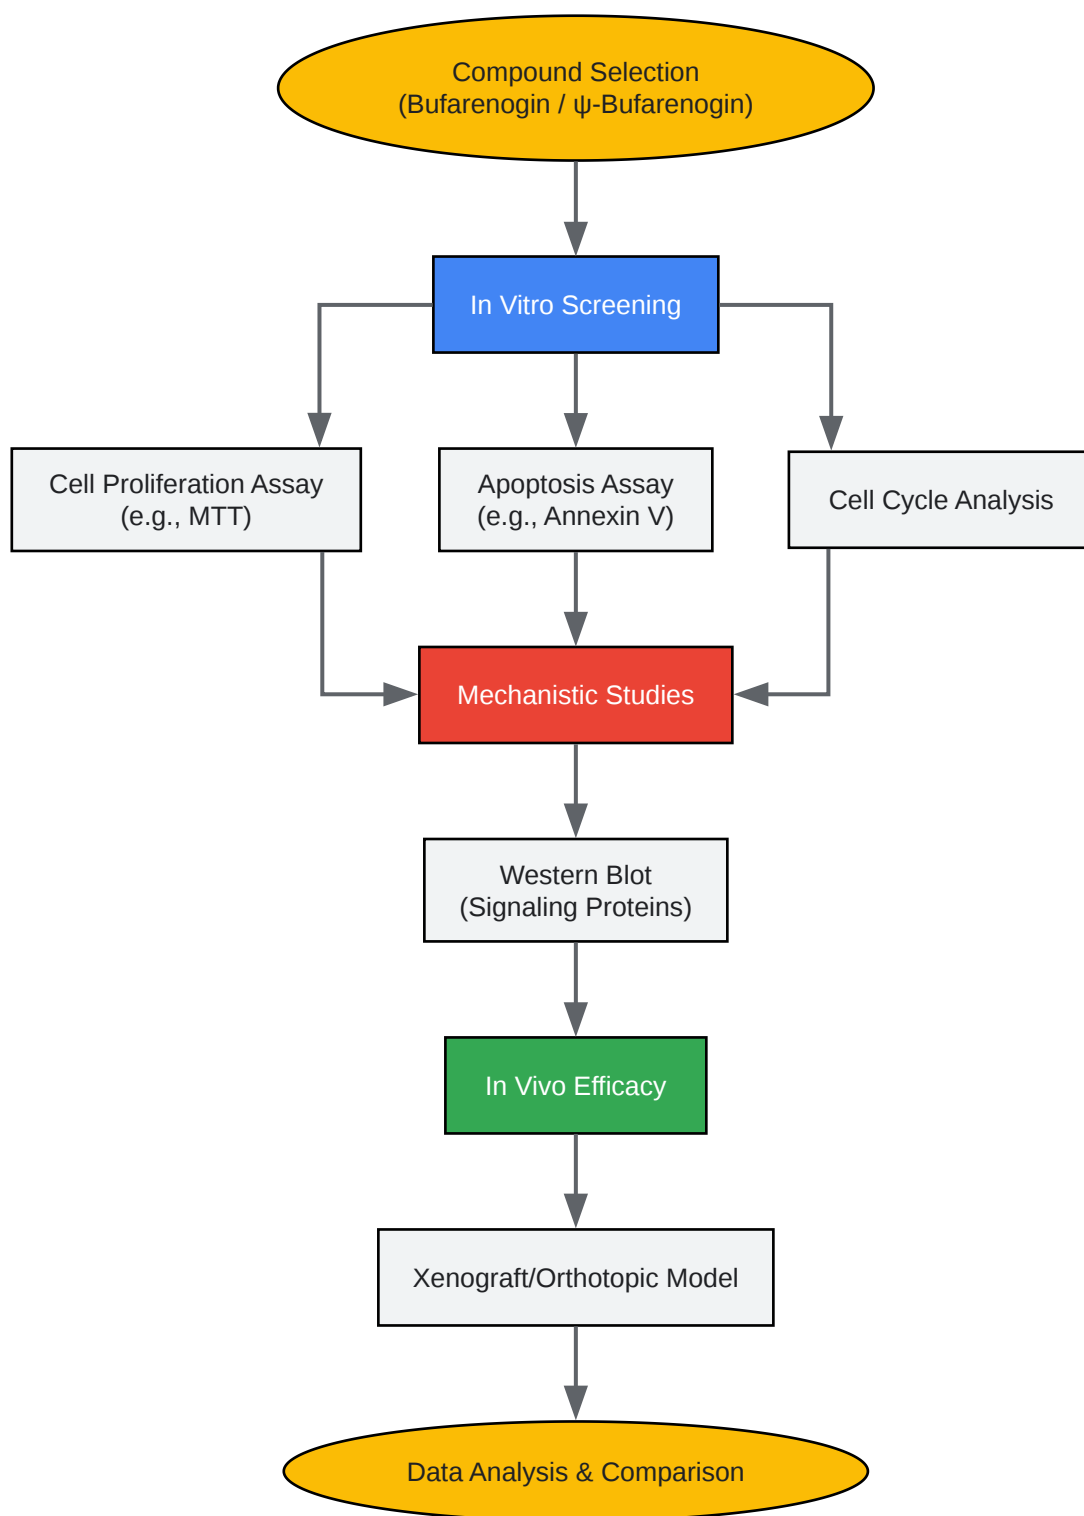 Compound Selection
(Bufarenogin / ψ-Bufarenogin)
In Vitro Screening
Cell Proliferation Assay
(e.g., MTT)
Apoptosis Assay
(e.g., Annexin V)
Cell Cycle Analysis
Mechanistic Studies
Western Blot
(Signaling Proteins)
In Vivo Efficacy
Xenograft/Orthotopic Model
Data Analysis & Comparison